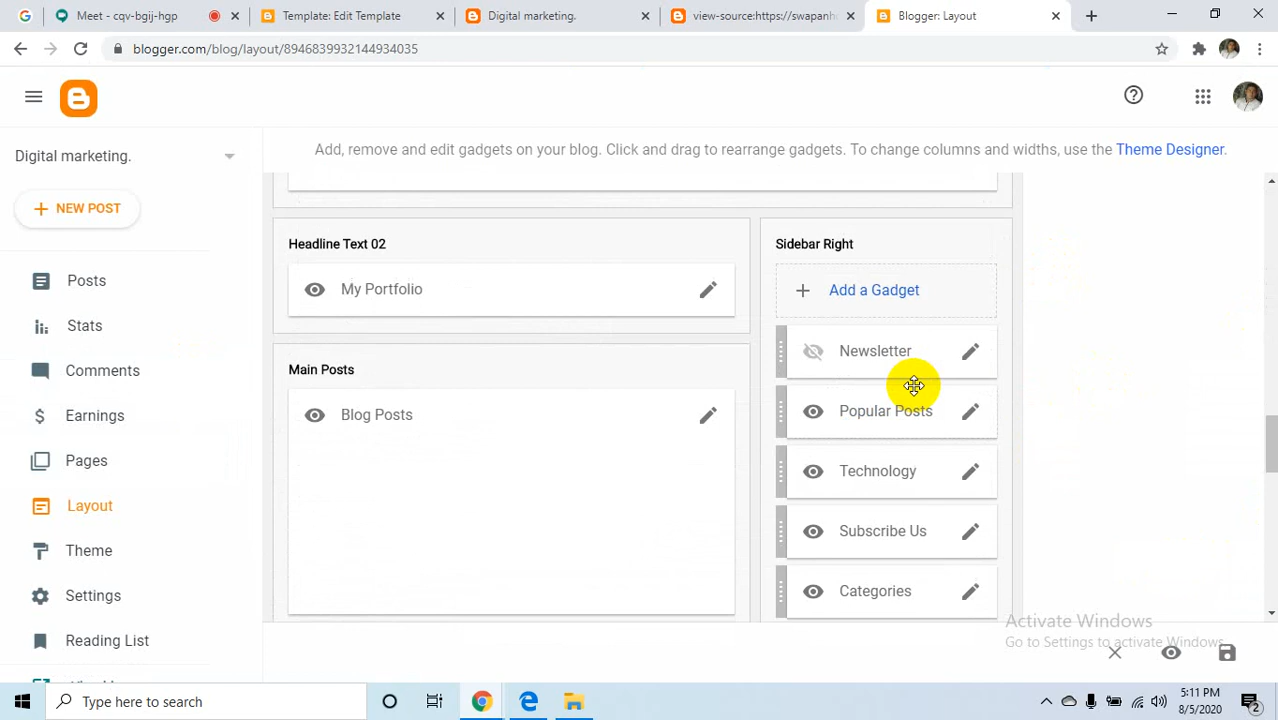 Meet - cqv-bgij-hgp
Template: Edit Template
Digital marketing.
view-source:https://swapanh
Blogger: Layout
blogger.com/blog/layout/8946839932144934035
Digital marketing.
Add, remove and edit gadgets on your blog. Click and drag to rearrange gadgets. To change columns and widths, use the Theme Designer.
NEW POST
Posts
Stats
Comments
Earnings
Pages
Layout
Theme
Settings
Reading List
Headline Text 02
My Portfolio
Main Posts
Blog Posts
Sidebar Right
Add a Gadget
Newsletter
Popular Posts
Technology
Subscribe Us
Categories
Activate Windows
Go to Settings to activate Windows.
Type here to search
5:11 PM
8/5/2020
2